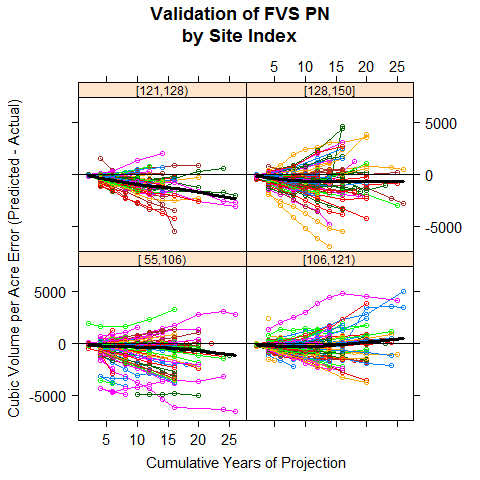 Validation of FVS PN
by Site Index
5 10 15 20 25
[121,128) [128,150]
5000
0
-5000
[ 55,106) [106,121)
5000
0
-5000
5 10 15 20 25
Cumulative Years of Projection
Cubic Volume per Acre Error (Predicted - Actual)